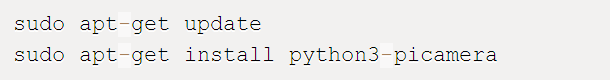 sudo apt-get update
sudo apt-get install python3-picamera